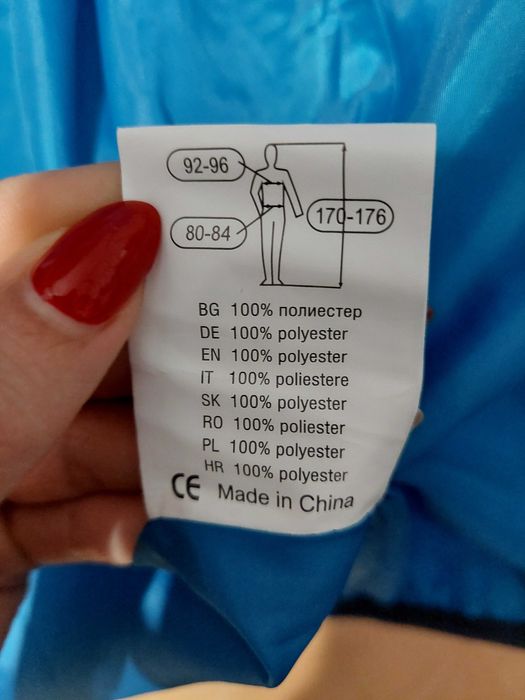 92-96
80-84
170-176
BG 100% полиестер
DE 100% polyester
EN 100% polyester
IT 100% poliestere
SK 100% polyester
RO 100% poliester
PL 100% polyester
HR 100% polyester
CE Made in China